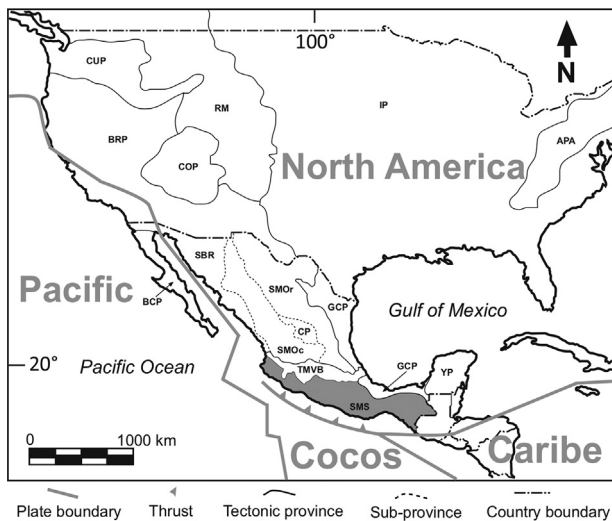 100°
N
CUP
RM
IP
BRP
COP
APA
North America
SBR
Pacific
BCP
SMOr
GCP
Gulf of Mexico
CP
SMOc
20°
Pacific Ocean
TMVB
GCP
YP
SMS
0 1000 km
Cocos
Caribe
Plate boundary Thrust Tectonic province Sub-province Country boundary